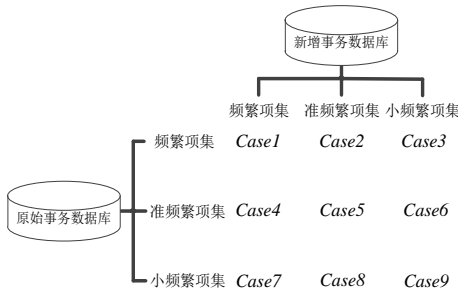 新增事务数据库
频繁项集 准频繁项集 小频繁项集
频繁项集 Case1 Case2 Case3
原始事务数据库
准频繁项集 Case4 Case5 Case6
小频繁项集 Case7 Case8 Case9